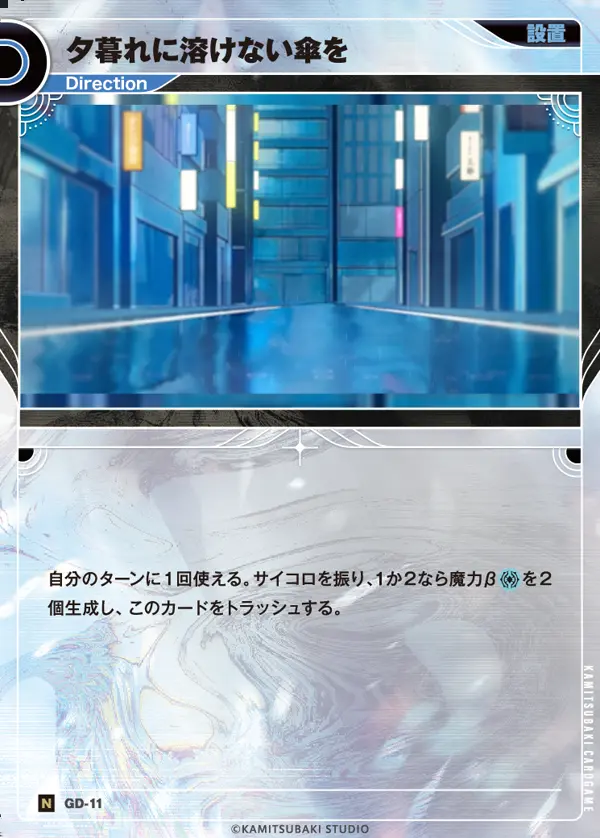 設置
夕暮れに溶けない傘を
Direction
自分のターンに1回使える。サイコロを振り、1か2なら魔力βを2
個生成し、このカードをトラッシュする。
KAMITSUBAKI CARDGAME
N GD-11
©KAMITSUBAKI STUDIO